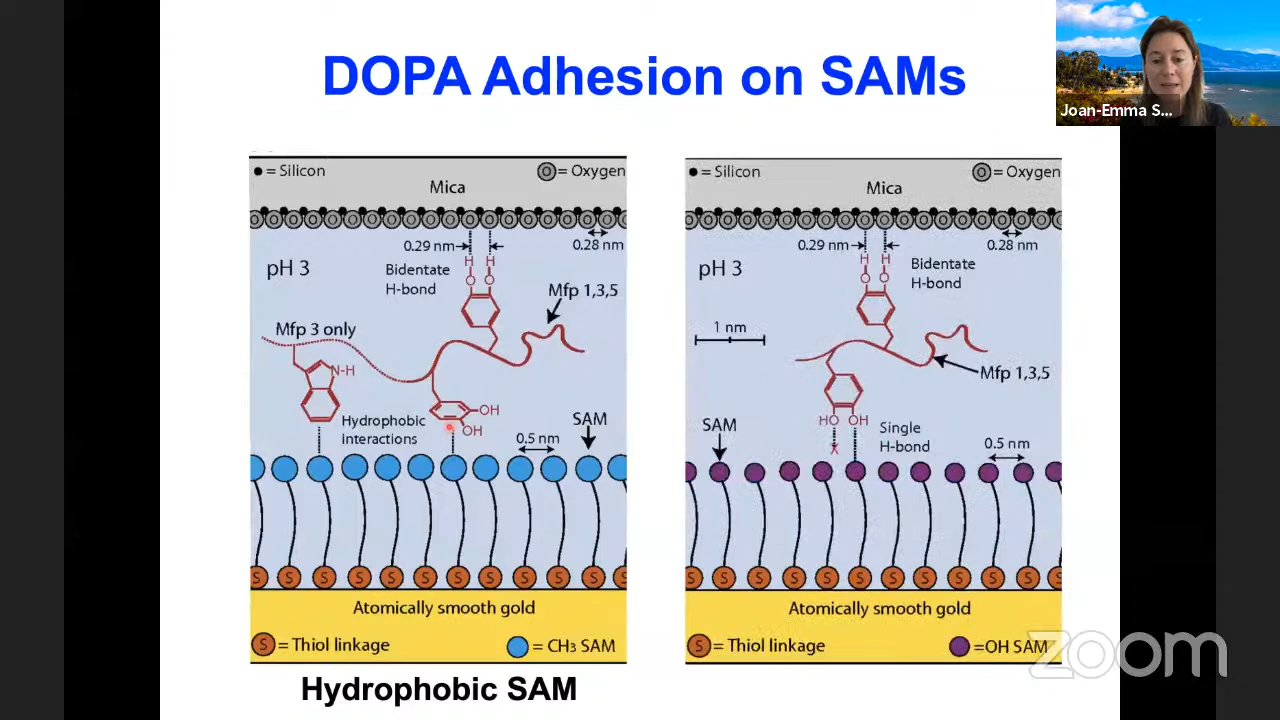 DOPA Adhesion on SAMs
Joan-Emma S...
= Silicon
O = Oxygen
Mica
O O O O O O O O O O O O O O O O O O O O
0.29 nm
0.28 nm
H H
pH 3
Bidentate
H-bond
O O
Mfp 1,3,5
Mfp 3 only
N-H
OH
OH
Hydrophobic
interactions
SAM
0.5 nm
S S S S S S S S S S S S
Atomically smooth gold
S = Thiol linkage
= CH3 SAM
Hydrophobic SAM
= Silicon
O = Oxygen
Mica
O O O O O O O O O O O O O O O O O O O O
0.29 nm
0.28 nm
H H
pH 3
Bidentate
H-bond
O O
1 nm
Mfp 1,3,5
HO OH
SAM
Single
H-bond
X
0.5 nm
S S S S S S S S S S S S
Atomically smooth gold
S = Thiol linkage
=OH SAM
zoom